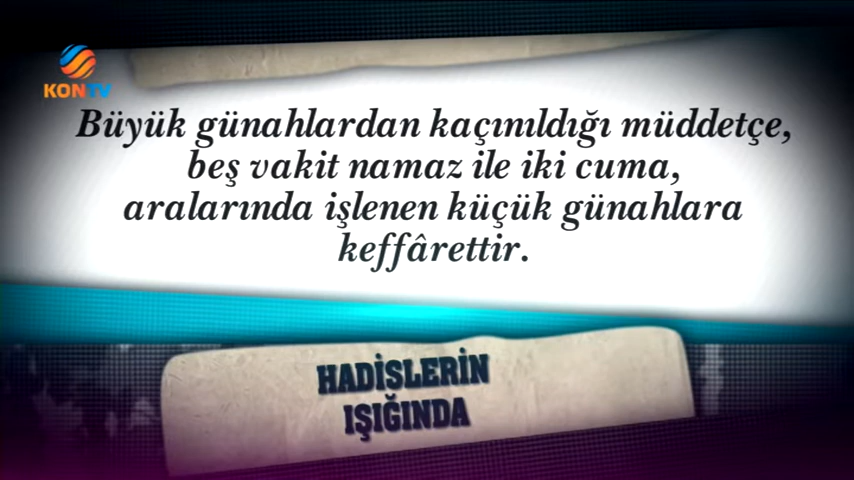 KONTV
Büyük günahlardan kaçınıldığı müddetçe,
beş vakit namaz ile iki cuma,
aralarında işlenen küçük günahlara
keffârettir.
HADİSLERİN
IŞIĞINDA